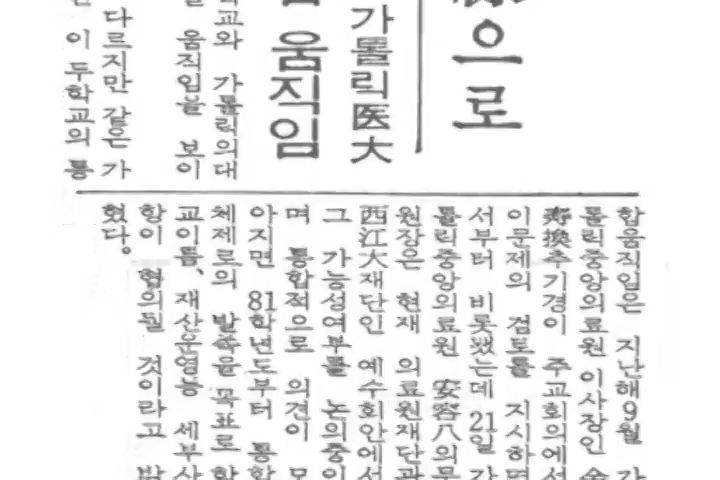 으로
가톨릭医大
움직임
학교와 가톨릭의대
움직임을 보이
다르지만 같은 가
이 두학교의 통
합움직임은 지난해9월 가
톨릭중앙의료원 이사장인 金
壽換추기경이 주교회의에서
이문제의 검토를 지시하면
서부터 비롯됐는데 21일 가
톨릭중앙의료원 安容八의무
원장은 현재 의료원재단과
西江大재단인 예수회안에서
그 가능성여부를 논의중이
며 통합적으로 의견이 모
아지면 81학년도부터 통합
체제로의 발족을 목표로 학
교이름, 재산운영등 세부사
항이 협의될 것이라고 밝
혔다.